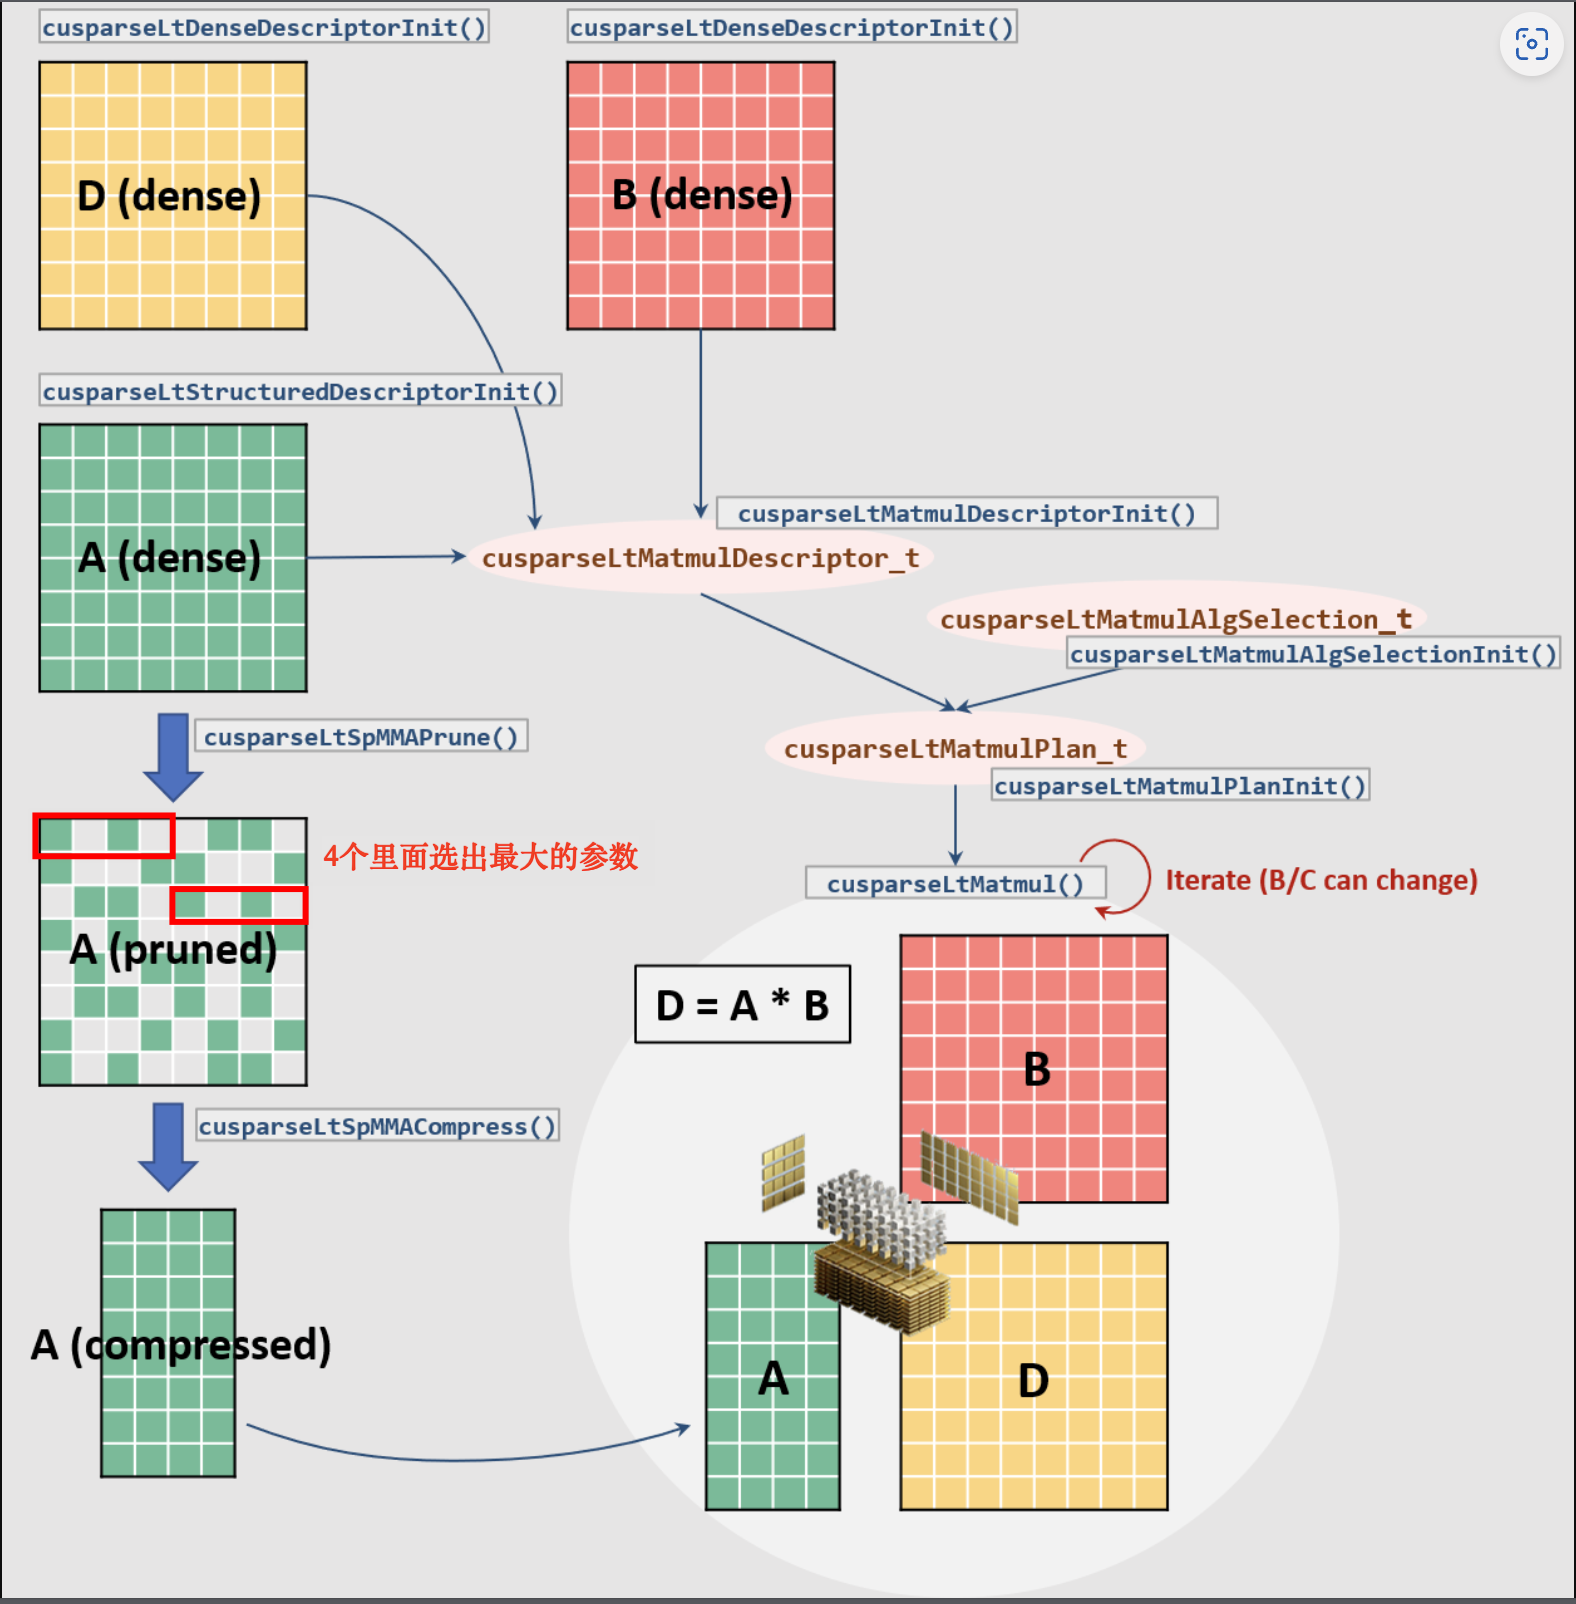 cusparseLtDenseDescriptorInit()
cusparseLtDenseDescriptorInit()
D (dense)
B (dense)
cusparseLtStructuredDescriptorInit()
A (dense)
cusparseLtMatmulDescriptorInit()
cusparseLtMatmulDescriptor_t
cusparseLtMatmulAlgSelection_t
cusparseLtMatmulAlgSelectionInit()
cusparseLtSpMMAPrune()
cusparseLtMatmulPlan_t
cusparseLtMatmulPlanInit()
4个里面选出最大的参数
cusparseLtMatmul()
Iterate (B/C can change)
A (pruned)
D = A * B
B
cusparseLtSpMMACompress()
A (compressed)
A
D